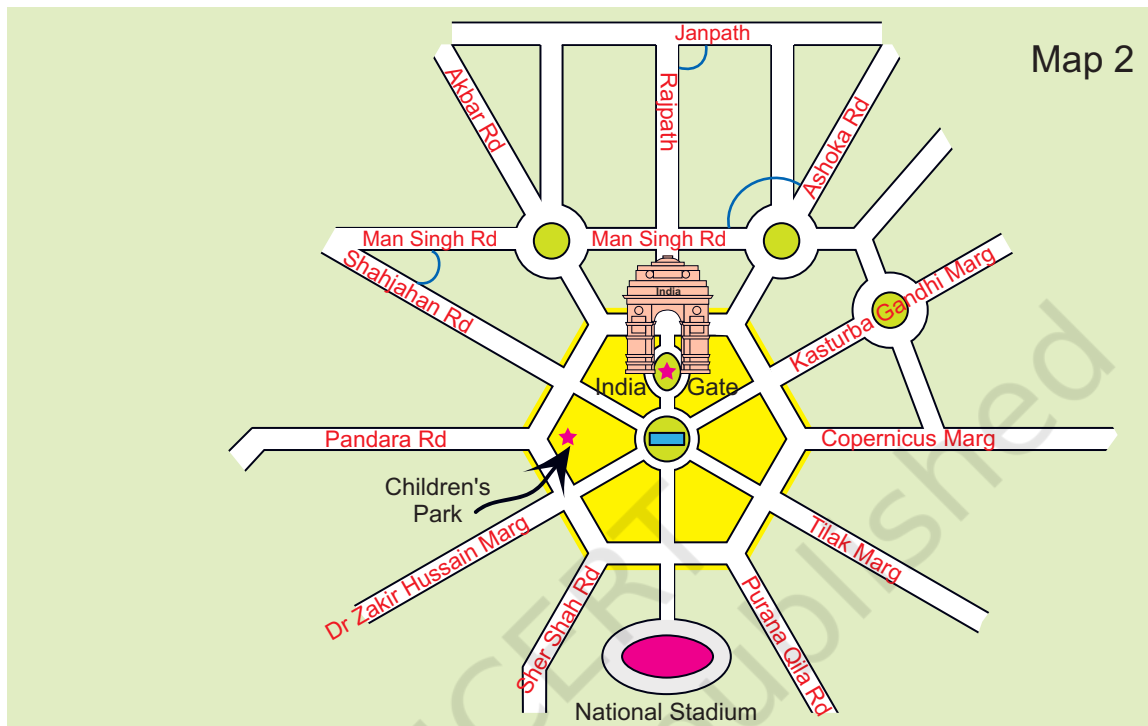 Janpath
Map 2
Akbar Rd
Rajpath
Ashoka Rd
Man Singh Rd
Man Singh Rd
Shahjahan Rd
Kasturba Gandhi Marg
India
India Gate
Pandara Rd
Copernicus Marg
Children's
Park
Dr Zakir Hussain Marg
Tilak Marg
Sher Shah Rd
Purana Qila Rd
National Stadium